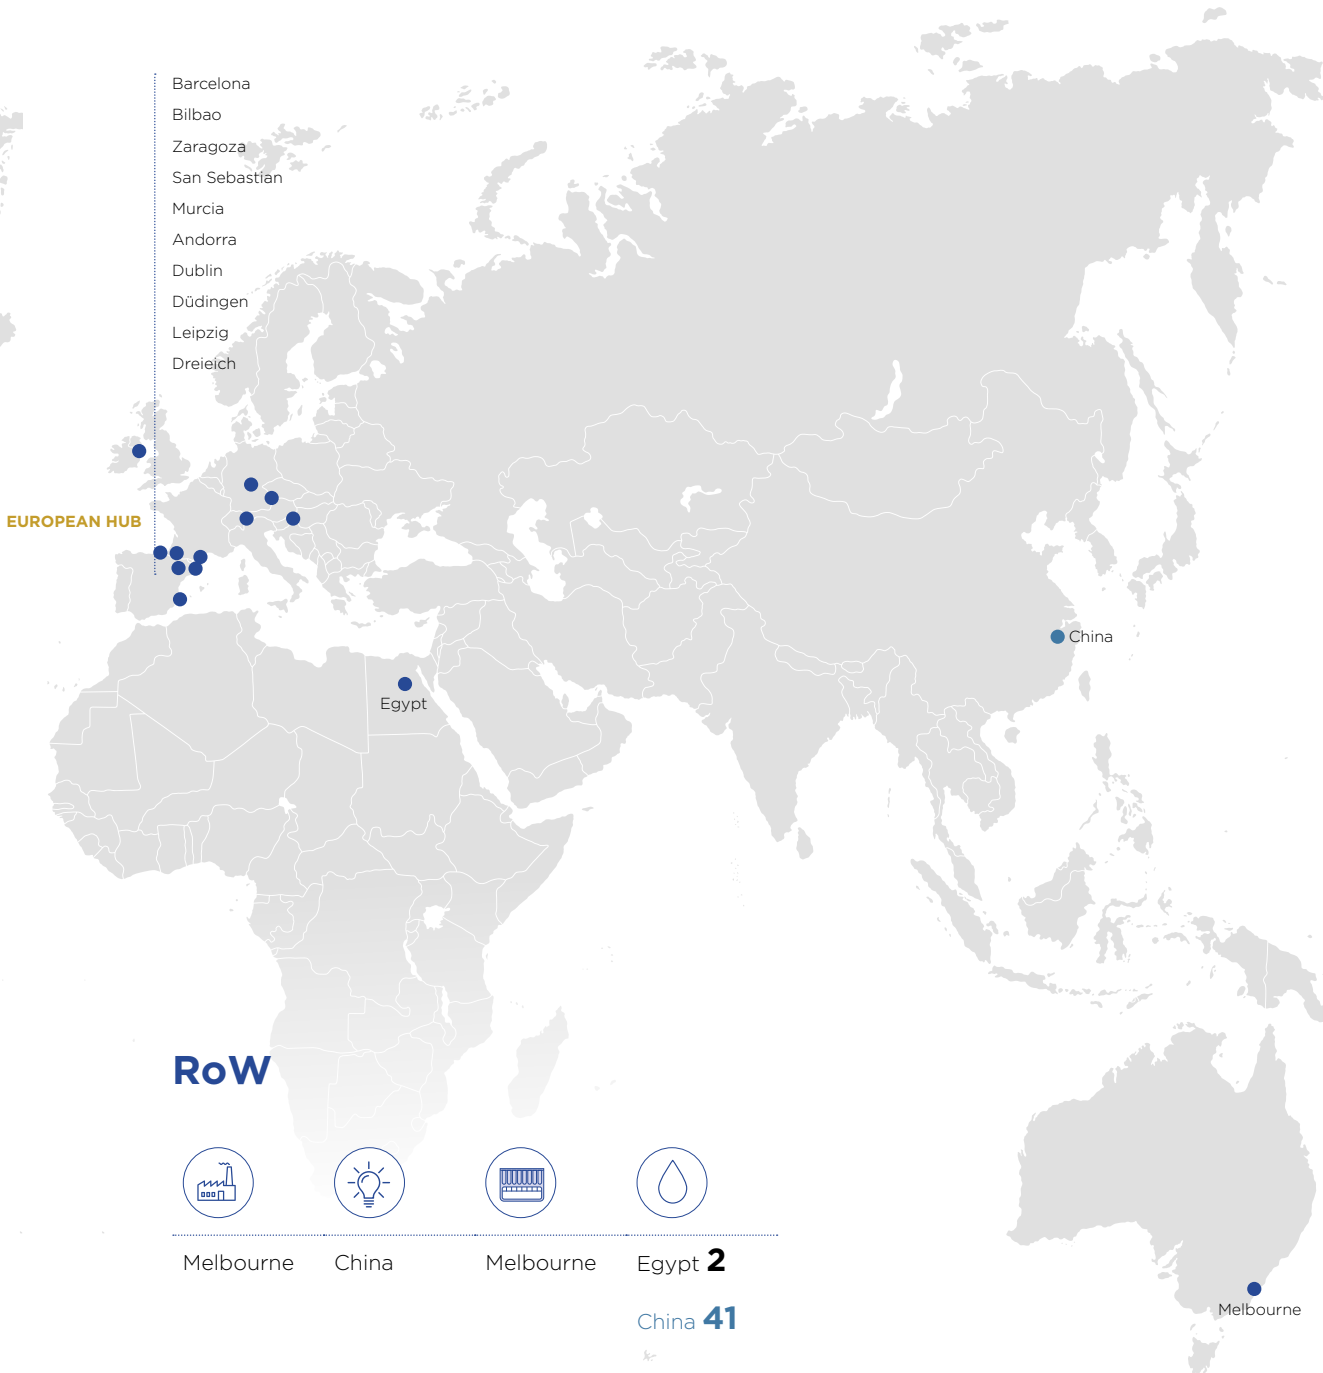 Barcelona
Bilbao
Zaragoza
San Sebastian
Murcia
Andorra
Dublin
Düdingen
Leipzig
Dreieich
EUROPEAN HUB
China
Egypt
RoW
Melbourne China Melbourne Egypt 2
China 41
Melbourne